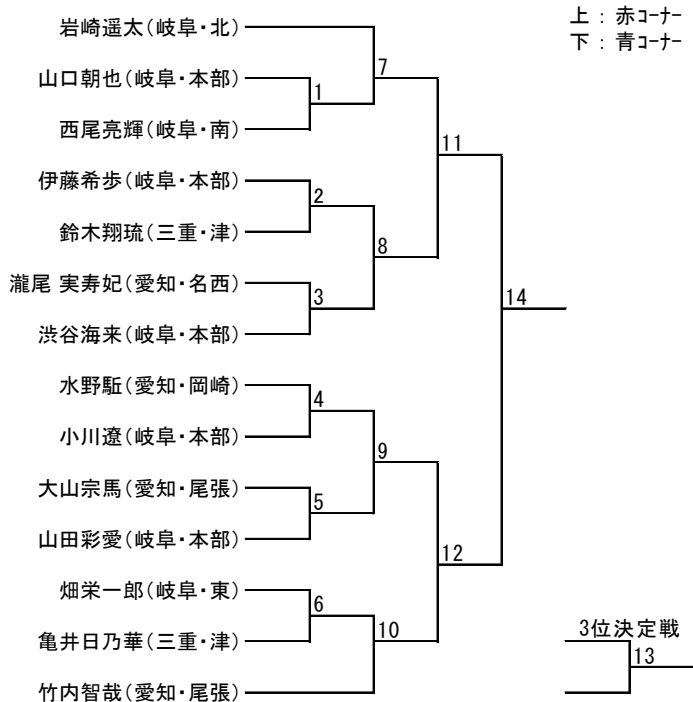 上 : 赤コーナー
下 : 青コーナー
岩崎遥太(岐阜・北)
7
山口朝也(岐阜・本部)
1
西尾亮輝(岐阜・南)
11
伊藤希歩(岐阜・本部)
2
鈴木翔琉(三重・津)
8
瀧尾 実寿妃(愛知・名西)
3
14
渋谷海来(岐阜・本部)
水野駈(愛知・岡崎)
4
小川遼(岐阜・本部)
9
大山宗馬(愛知・尾張)
5
山田彩愛(岐阜・本部)
12
畑栄一郎(岐阜・東)
6
亀井日乃華(三重・津)
10
3位決定戦
13
竹内智哉(愛知・尾張)